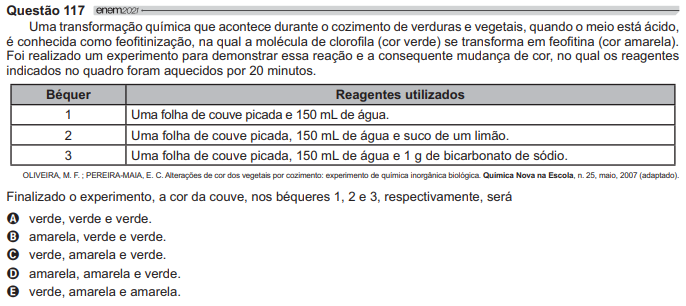 Questão 117 enem2021
Uma transformação química que acontece durante o cozimento de verduras e vegetais, quando o meio está ácido,
é conhecida como feofitinização, na qual a molécula de clorofila (cor verde) se transforma em feofitina (cor amarela).
Foi realizado um experimento para demonstrar essa reação e a consequente mudança de cor, no qual os reagentes
indicados no quadro foram aquecidos por 20 minutos.
Béquer Reagentes utilizados
1 Uma folha de couve picada e 150 mL de água.
2 Uma folha de couve picada, 150 mL de água e suco de um limão.
3 Uma folha de couve picada, 150 mL de água e 1 g de bicarbonato de sódio.
OLIVEIRA, M. F. ; PEREIRA-MAIA, E. C. Alterações de cor dos vegetais por cozimento: experimento de química inorgânica biológica. Química Nova na Escola, n. 25, maio, 2007 (adaptado).
Finalizado o experimento, a cor da couve, nos béqueres 1, 2 e 3, respectivamente, será
A verde, verde e verde.
B amarela, verde e verde.
C verde, amarela e verde.
D amarela, amarela e verde.
E verde, amarela e amarela.